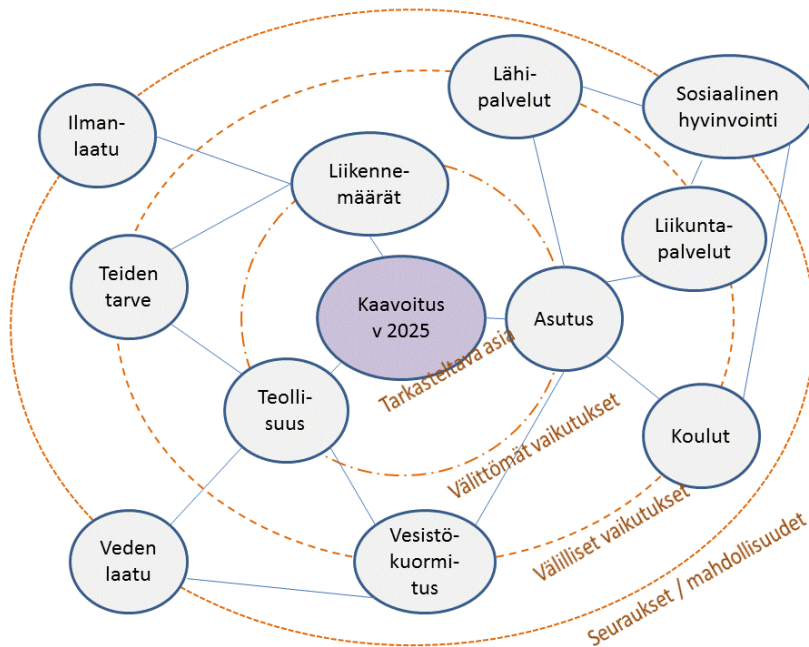 Lähi-
palvelut
Sosiaalinen
hyvinvointi
Ilman-
laatu
Liikenne-
määrät
Liikunta-
palvelut
Teiden
tarve
Kaavoitus
v 2025
Asutus
Tarkasteltava asia
Teolli-
suus
Välittömät vaikutukset
Koulut
Välilliset vaikutukset
Veden
laatu
Vesistö-
kuormi-
tus
Seuraukset / mahdollisuudet